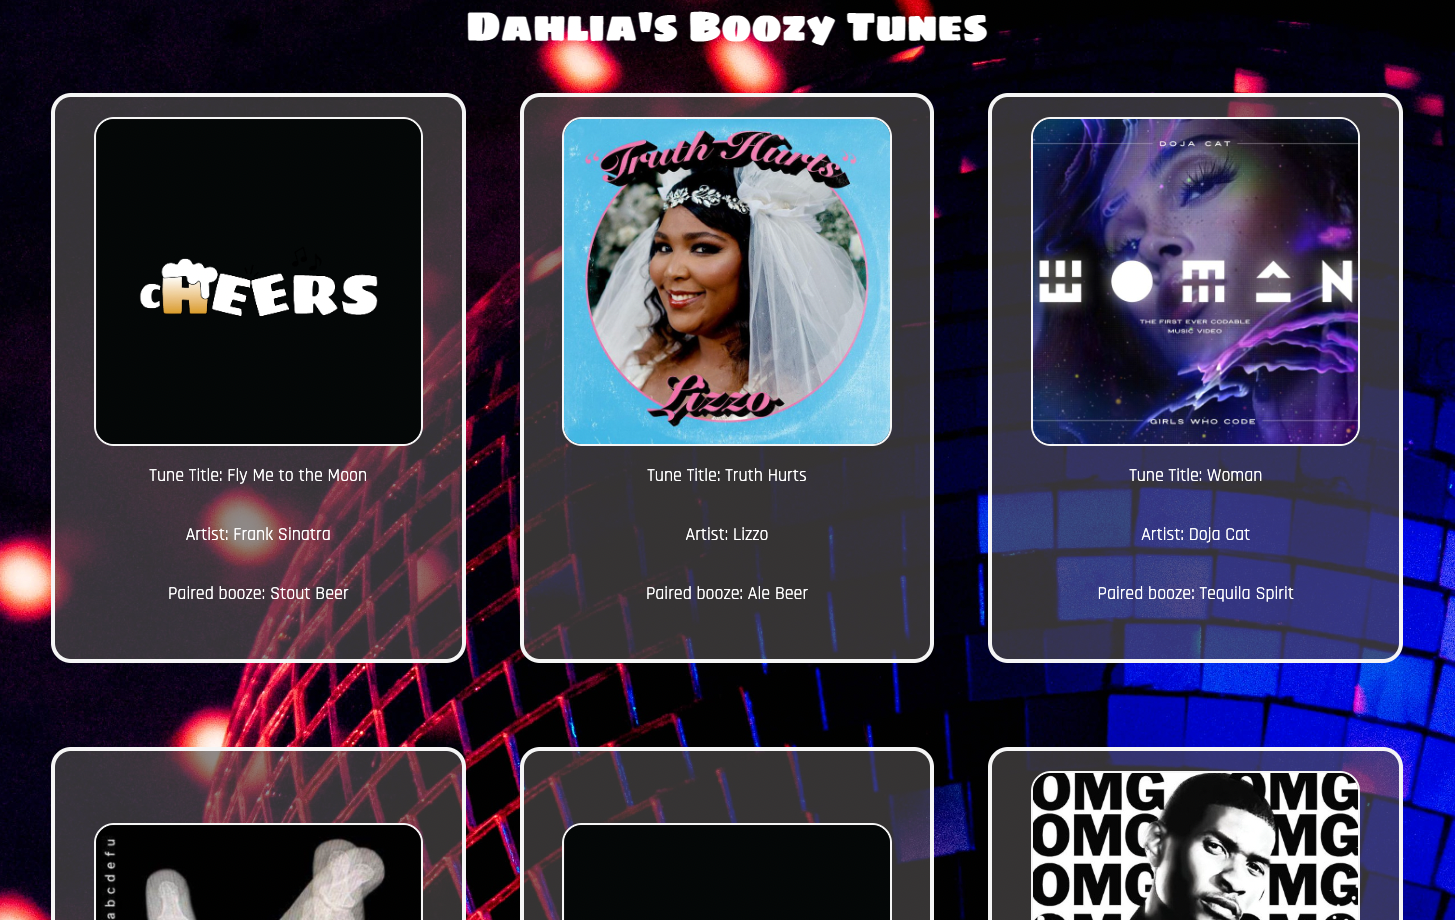 Dahlia's Boozy Tunes
cHEERS
"Truth Hurts"
Lizzo
DOJA CAT
WOMAN
THE FIRST EVER CODABLE
MUSIC VIDEO
GIRLS WHO CODE
Tune Title: Fly Me to the Moon
Artist: Frank Sinatra
Paired booze: Stout Beer
Tune Title: Truth Hurts
Artist: Lizzo
Paired booze: Ale Beer
Tune Title: Woman
Artist: Doja Cat
Paired booze: Tequila Spirit
abcdefu
OMG OMG
OMG OMG
OMG OMG